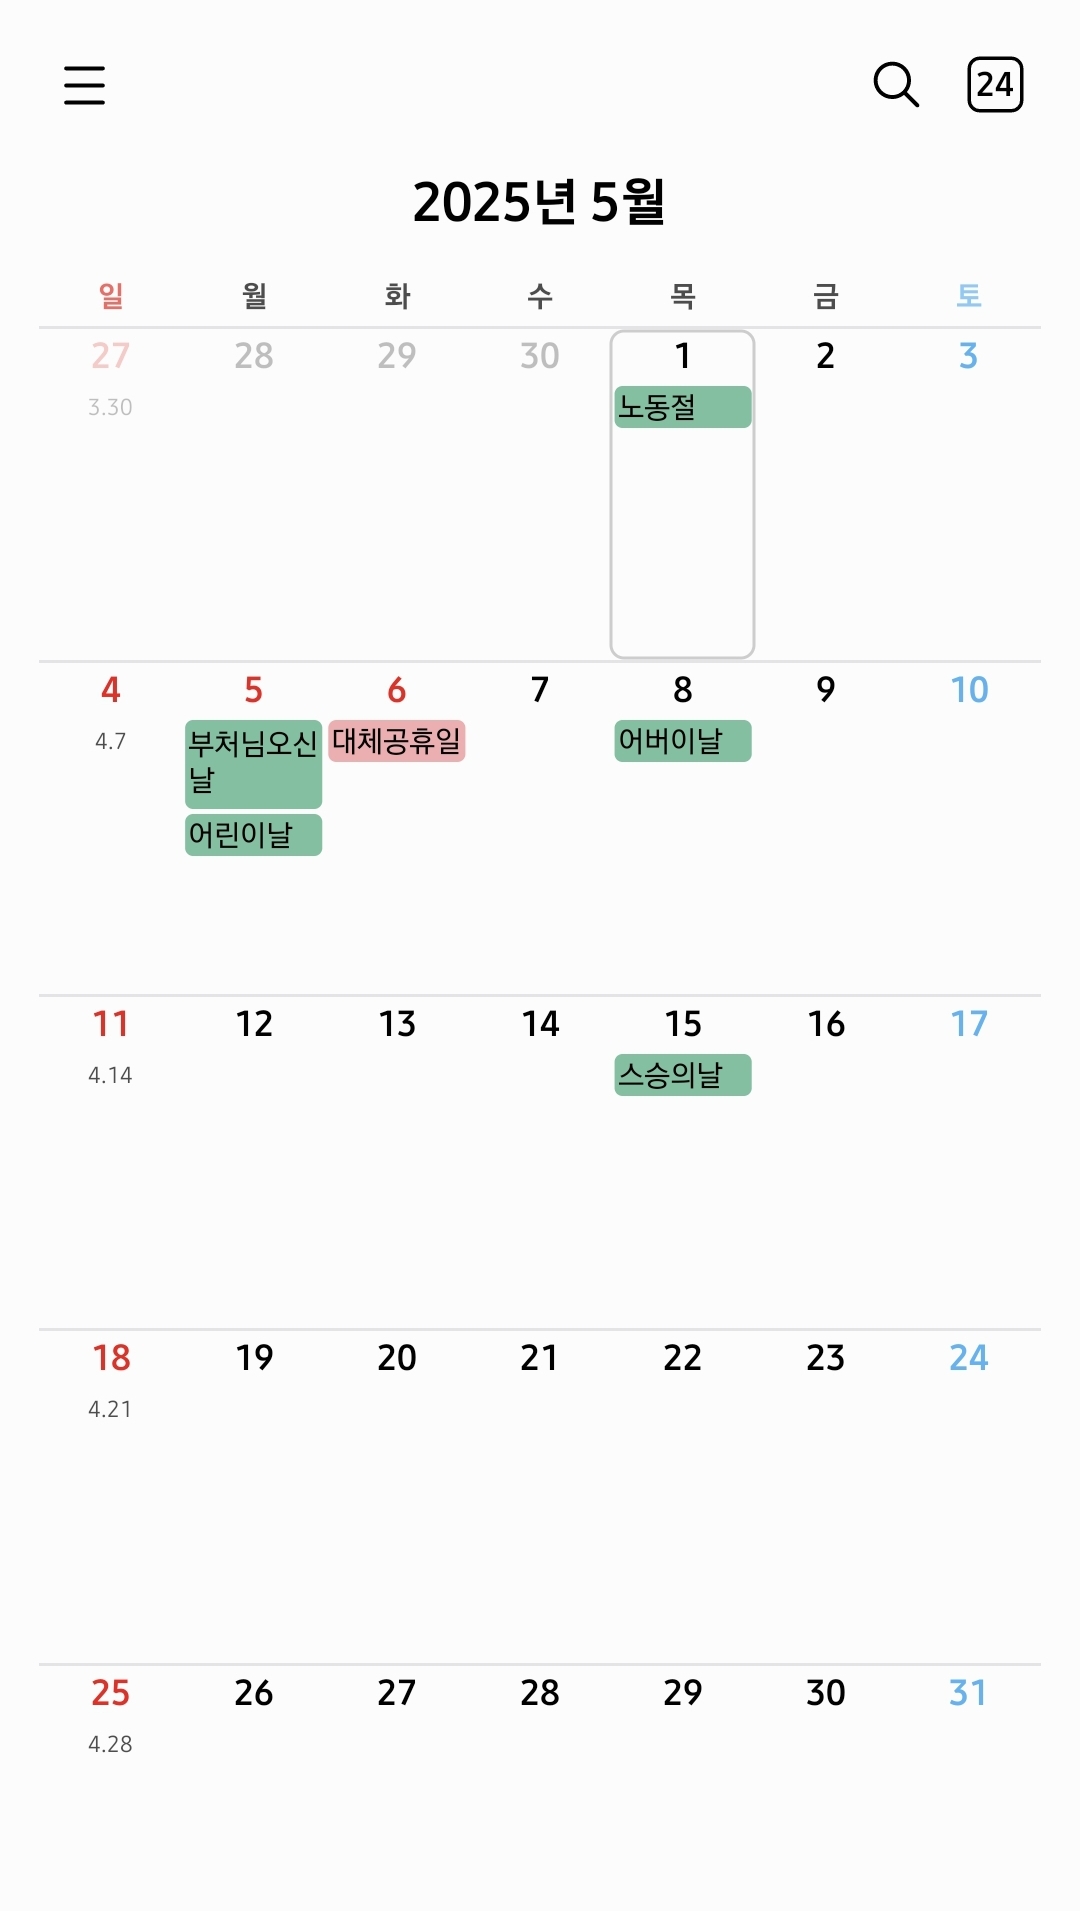 24
2025년 5월
일 월 화 수 목 금 토
27 28 29 30 1 2 3
3.30 노동절
4 5 6 7 8 9 10
4.7 부처님오신 대체공휴일 어버이날
날
어린이날
11 12 13 14 15 16 17
4.14 스승의날
18 19 20 21 22 23 24
4.21
25 26 27 28 29 30 31
4.28